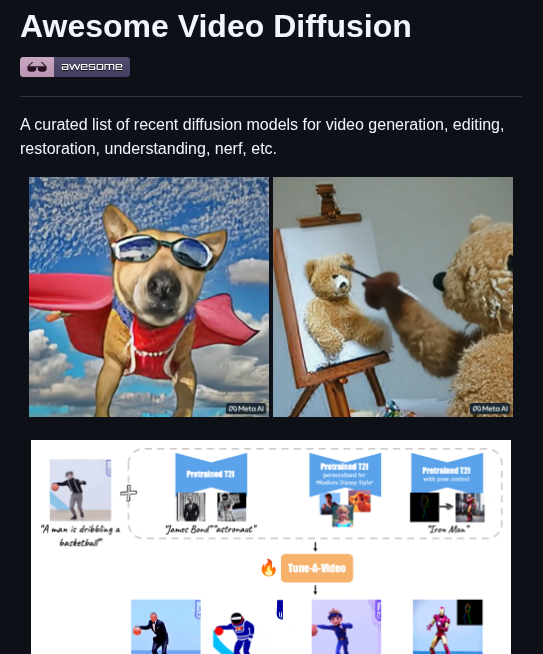 Awesome Video Diffusion
awesome
A curated list of recent diffusion models for video generation, editing,
restoration, understanding, nerf, etc.
Meta AI
Meta AI
Pretrained T2I
Pretrained T2I
personalized for
"Modern Disney Style"
Pretrained T2I
with pose control
"A man is dribbling a
basketball"
"James Bond" "astronaut"
"Iron Man"
Tune-A-Video